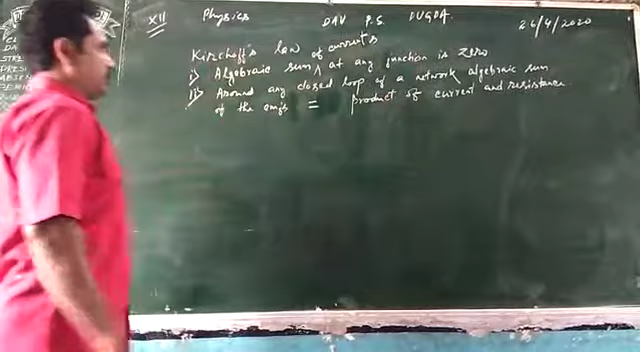 XII Physics DAV P.S. DUGDA. 26/4/2020
Kirchoff's law of currents
i) Algebraic sum ^ at any junction is zero
ii) Around any closed loop of a network algebraic sum
of the emfs = product of current and resistance